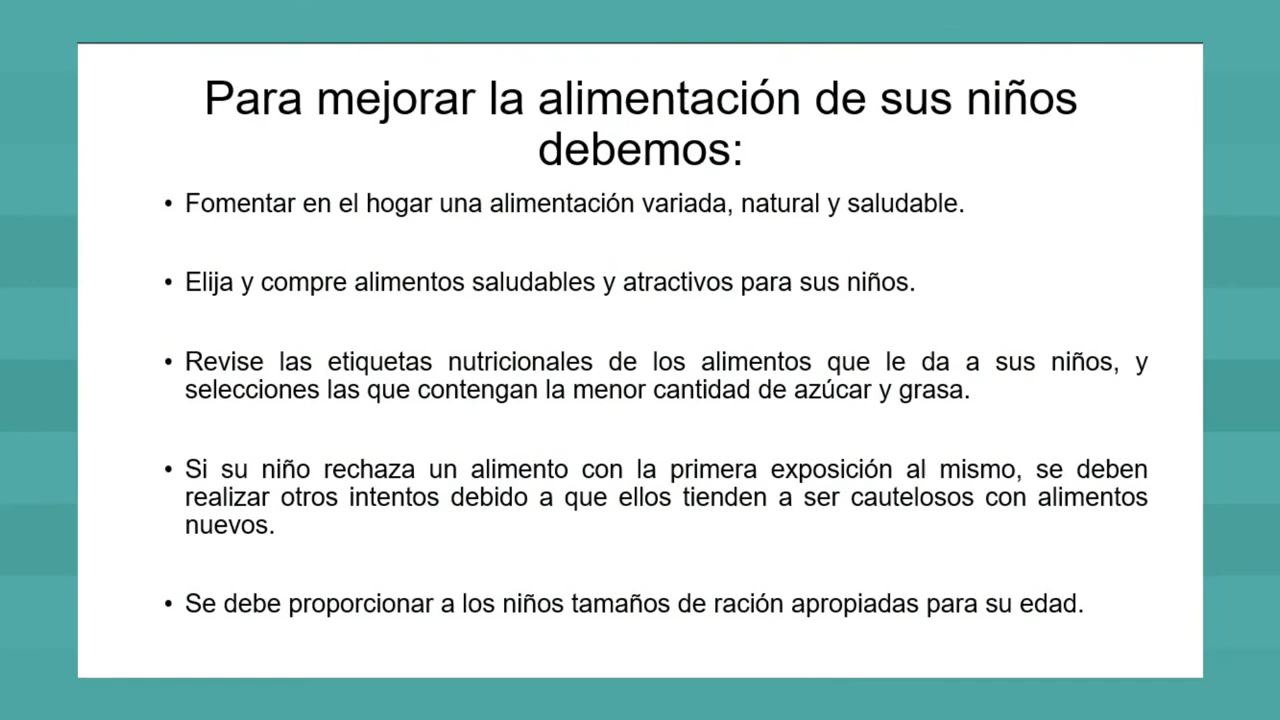 Para mejorar la alimentación de sus niños
debemos:
• Fomentar en el hogar una alimentación variada, natural y saludable.
• Elija y compre alimentos saludables y atractivos para sus niños.
• Revise las etiquetas nutricionales de los alimentos que le da a sus niños, y
selecciones las que contengan la menor cantidad de azúcar y grasa.
• Si su niño rechaza un alimento con la primera exposición al mismo, se deben
realizar otros intentos debido a que ellos tienden a ser cautelosos con alimentos
nuevos.
• Se debe proporcionar a los niños tamaños de ración apropiadas para su edad.